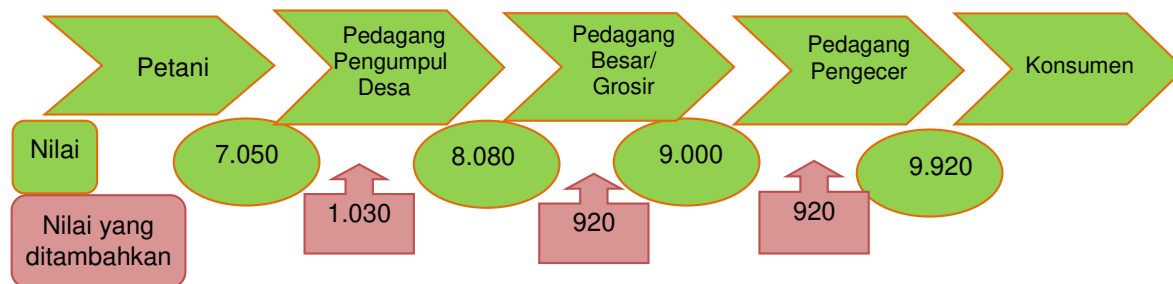 Petani
Pedagang
Pengumpul
Desa
Pedagang
Besar/
Grosir
Pedagang
Pengecer
Konsumen
Nilai
7.050
8.080
9.000
9.920
Nilai yang
ditambahkan
1.030
920
920